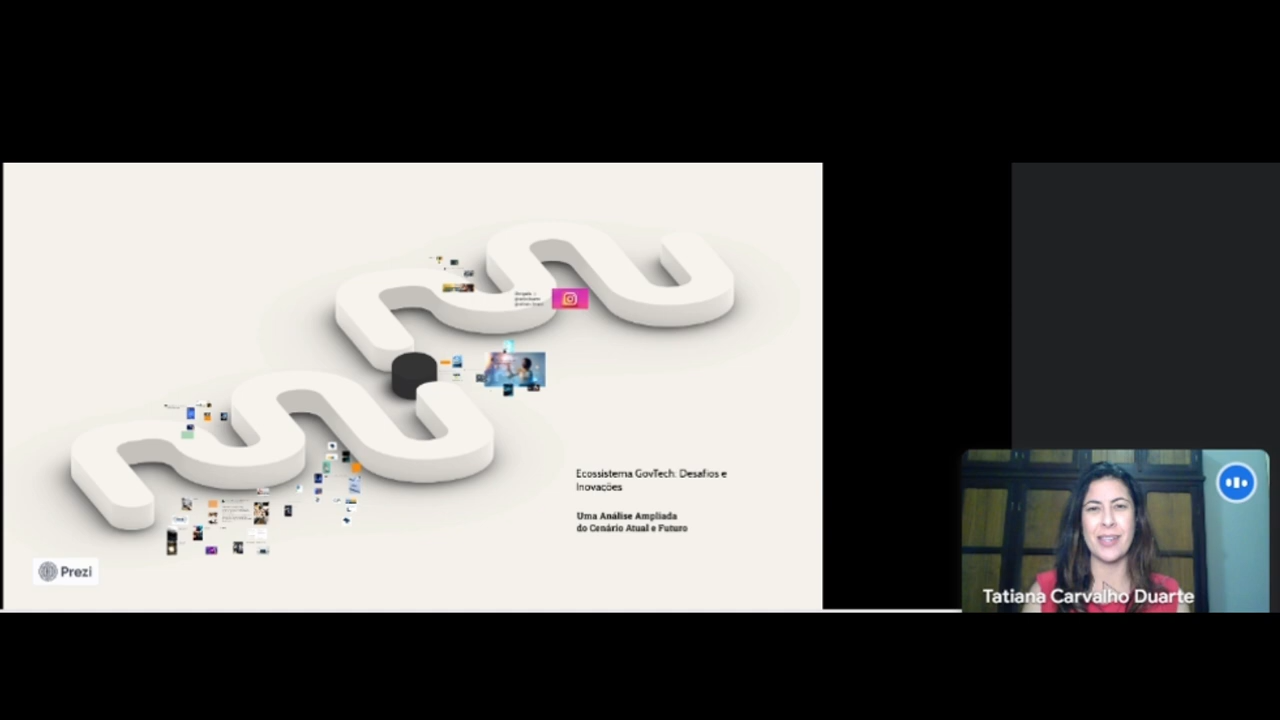 Ecossistema GovTech: Desafios e
Inovações
Uma Análise Ampliada
do Cenário Atual e Futuro
Prezi
Tatiana Carvalho Duarte